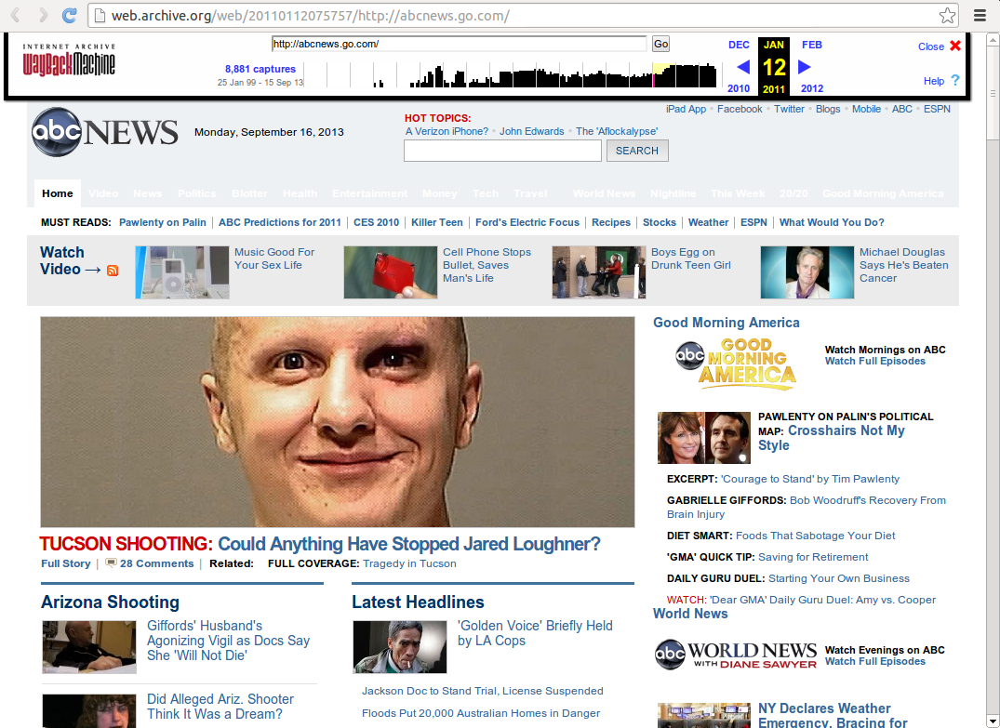 web.archive.org/web/20110112075757/http://abcnews.go.com/
INTERNET ARCHIVE
WayBackMachine
http://abcnews.go.com/
Go
8,881 captures
25 Jan 99 - 15 Sep 13
DEC
JAN
FEB
12
2010
2011
2012
Close
Help ?
abc NEWS
Monday, September 16, 2013
HOT TOPICS:
A Verizon iPhone? • John Edwards • The 'Aflockalypse'
SEARCH
iPad App • Facebook • Twitter • Blogs • Mobile • ABC • ESPN
Home Video News Politics Blotter Health Entertainment Money Tech Travel World News Nightline This Week 20/20 Good Morning America
MUST READS: Pawlenty on Palin | ABC Predictions for 2011 | CES 2010 | Killer Teen | Ford's Electric Focus | Recipes | Stocks | Weather | ESPN | What Would You Do?
Watch
Video →
Music Good For
Your Sex Life
Cell Phone Stops
Bullet, Saves
Man's Life
Boys Egg on
Drunk Teen Girl
Michael Douglas
Says He's Beaten
Cancer
TUCSON SHOOTING: Could Anything Have Stopped Jared Loughner?
Full Story | 28 Comments | Related: FULL COVERAGE: Tragedy in Tucson
Arizona Shooting
Giffords' Husband's
Agonizing Vigil as Docs Say
She 'Will Not Die'
Did Alleged Ariz. Shooter
Think It Was a Dream?
Latest Headlines
'Golden Voice' Briefly Held
by LA Cops
Jackson Doc to Stand Trial, License Suspended
Floods Put 20,000 Australian Homes in Danger
Good Morning America
abc GOOD
MORNING
AMERICA
Watch Mornings on ABC
Watch Full Episodes
PAWLENTY ON PALIN'S POLITICAL
MAP: Crosshairs Not My
Style
EXCERPT: 'Courage to Stand' by Tim Pawlenty
GABRIELLE GIFFORDS: Bob Woodruff's Recovery From
Brain Injury
DIET SMART: Foods That Sabotage Your Diet
'GMA' QUICK TIP: Saving for Retirement
DAILY GURU DUEL: Starting Your Own Business
WATCH: 'Dear GMA' Daily Guru Duel: Amy vs. Cooper
World News
abc WORLD NEWS
WITH DIANE SAWYER
Watch Evenings on ABC
Watch Full Episodes
NY Declares Weather
Emergency, Bracing for